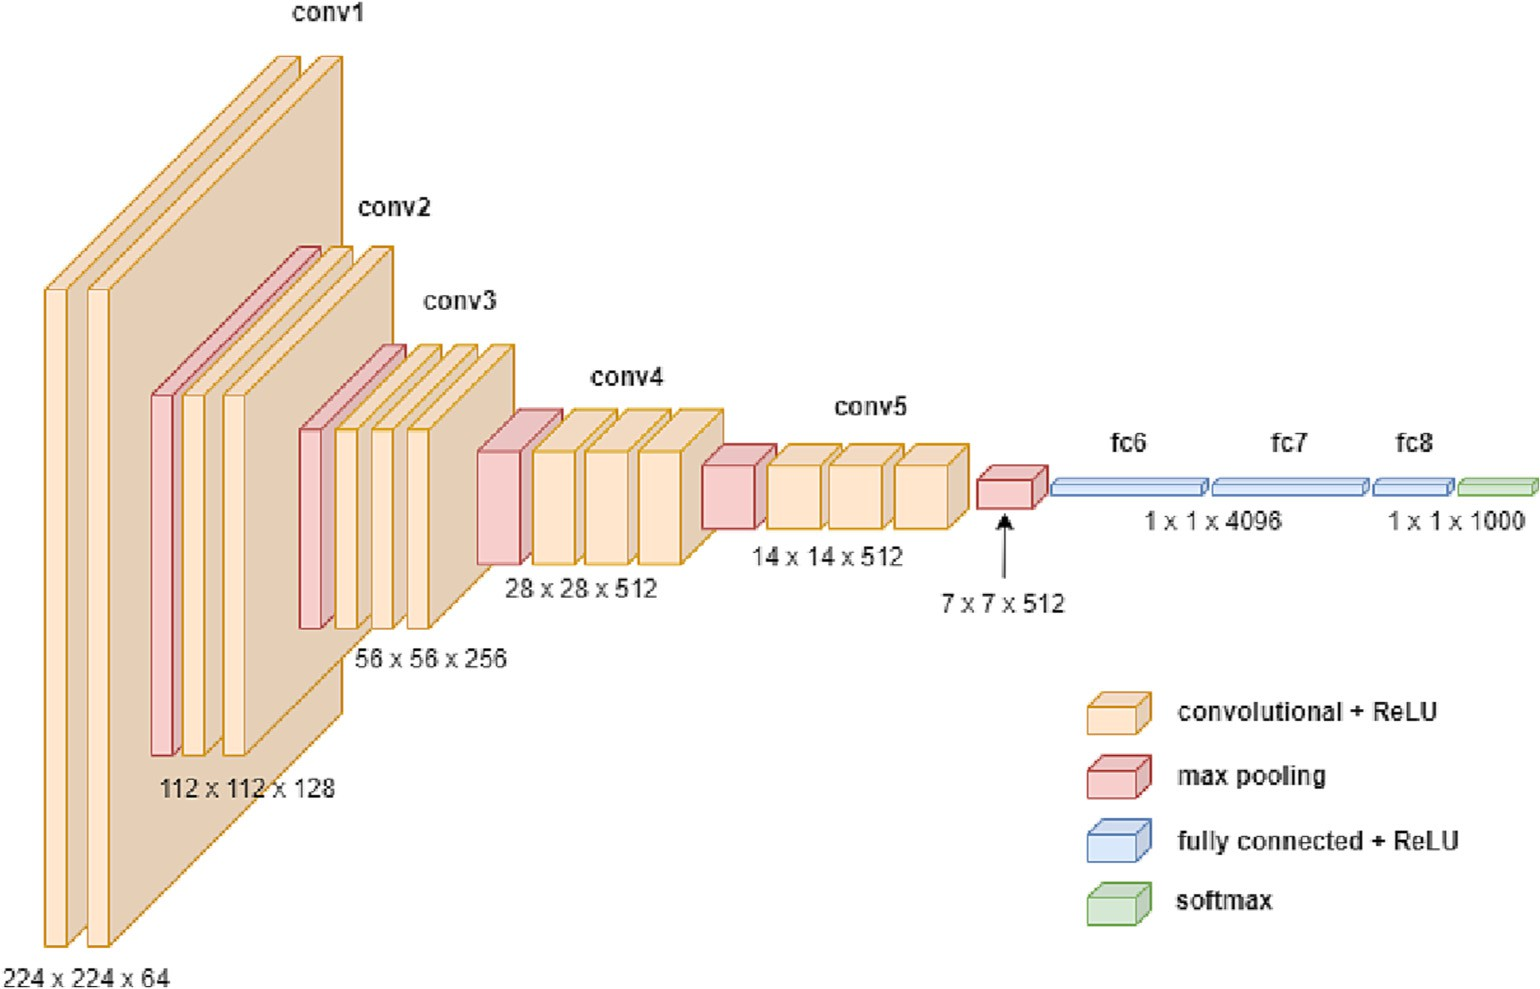 conv1
conv2
conv3
conv4
conv5
fc6
fc7
fc8
1 x 1 x 4096
1 x 1 x 1000
14 x 14 x 512
28 x 28 x 512
7 x 7 x 512
56 x 56 x 256
112 x 112 x 128
224 x 224 x 64
convolutional + ReLU
max pooling
fully connected + ReLU
softmax